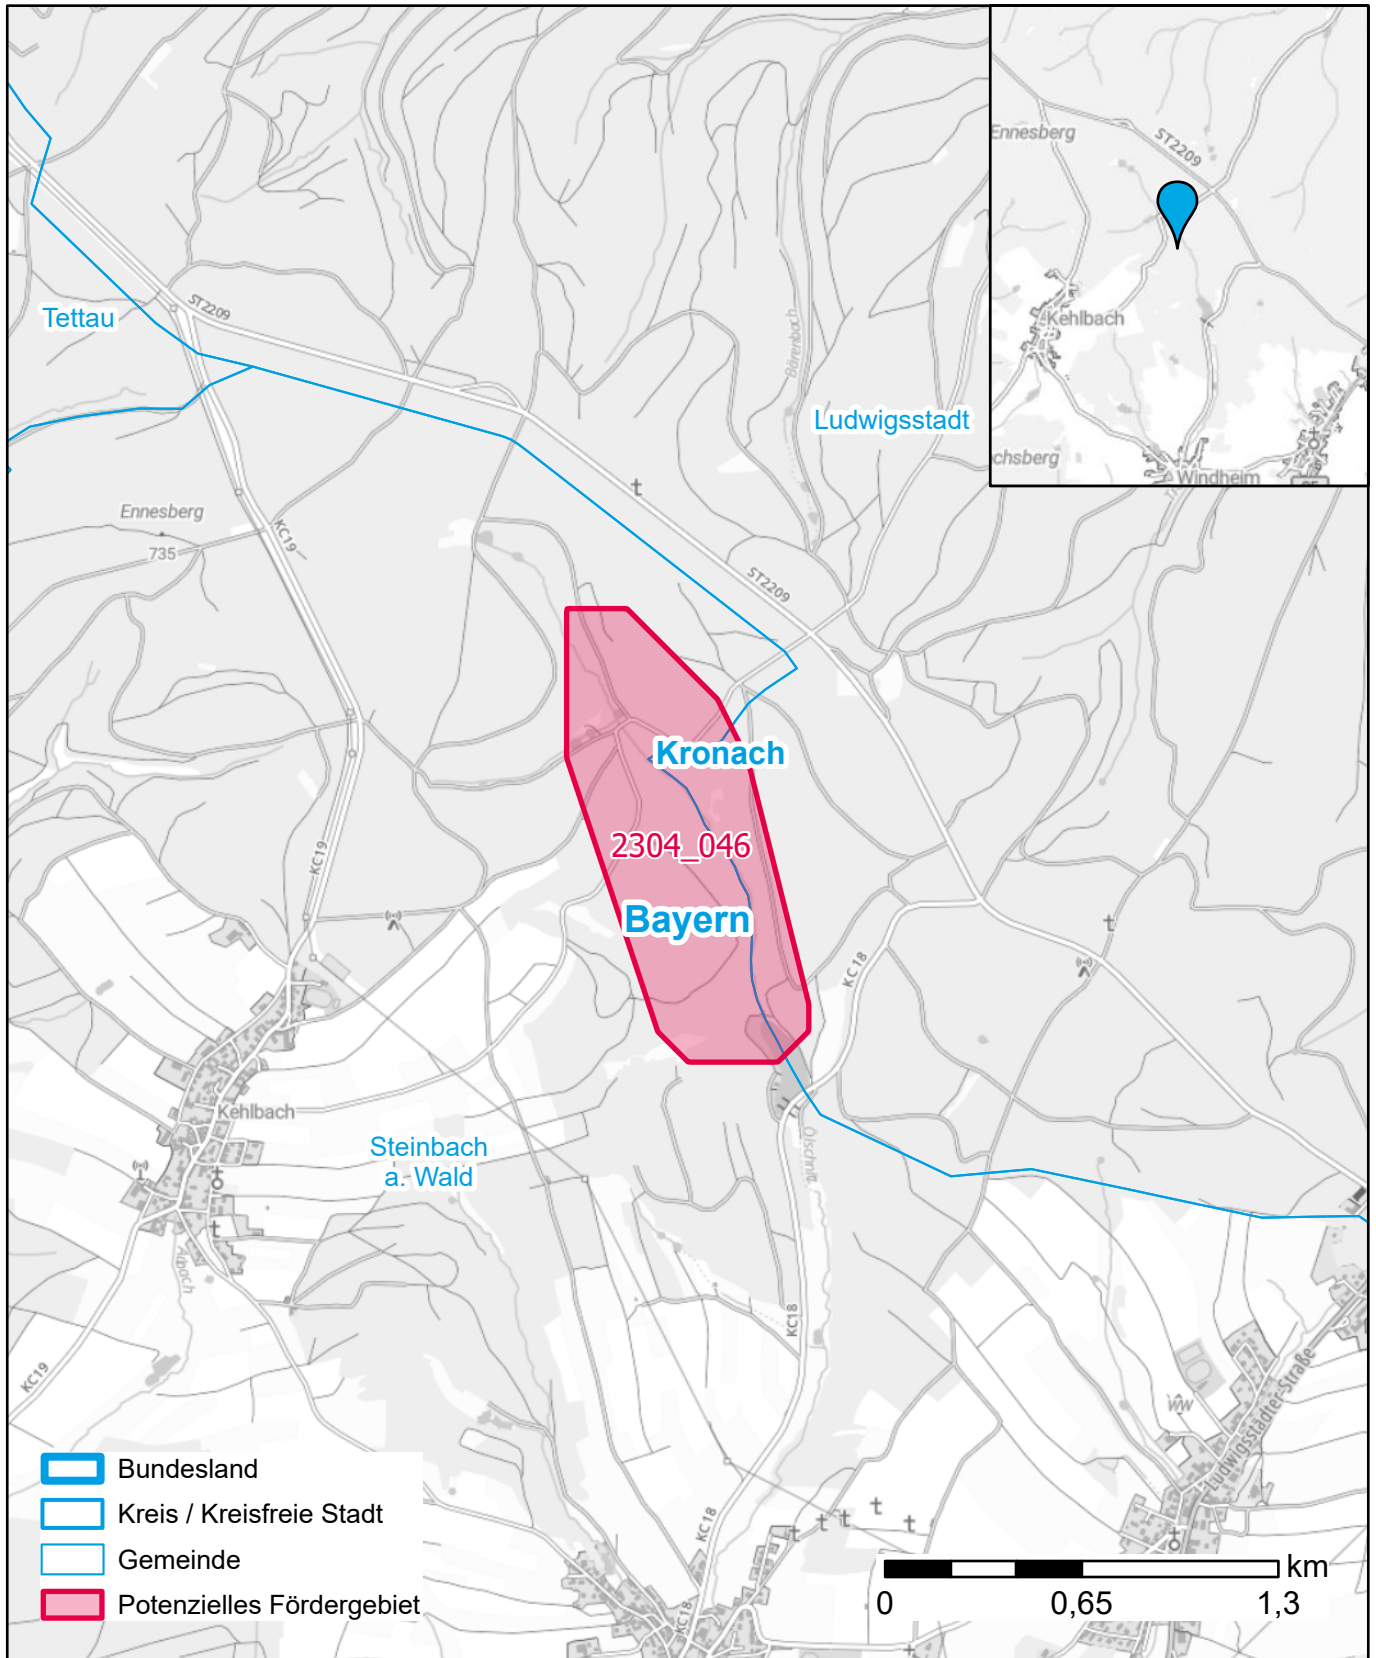 Ennesberg
ST2209
Kehlbach
chsberg
Windheim
Tettau
ST2209
Bärenbach
Ludwigsstadt
Ennesberg
735
KC19
ST2209
Kronach
2304_046
KC19
Bayern
KC18
Kehlbach
Steinbach
a. Wald
Ölschnitz
Albach
KC18
KC19
WW
Ludwigsstädter-Straße
KC18
KC18
Bundesland
Kreis / Kreisfreie Stadt
Gemeinde
Potenzielles Fördergebiet
km
0 0,65 1,3